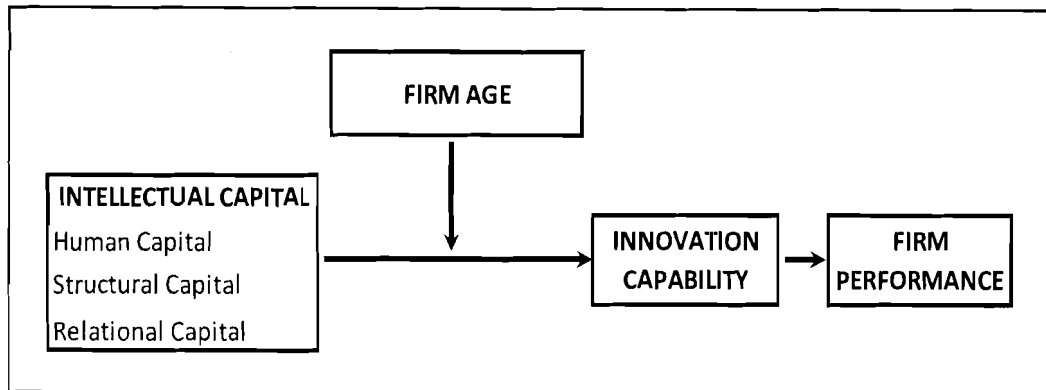 FIRM AGE
INTELLECTUAL CAPITAL
Human Capital
Structural Capital
Relational Capital
INNOVATION
CAPABILITY
FIRM
PERFORMANCE